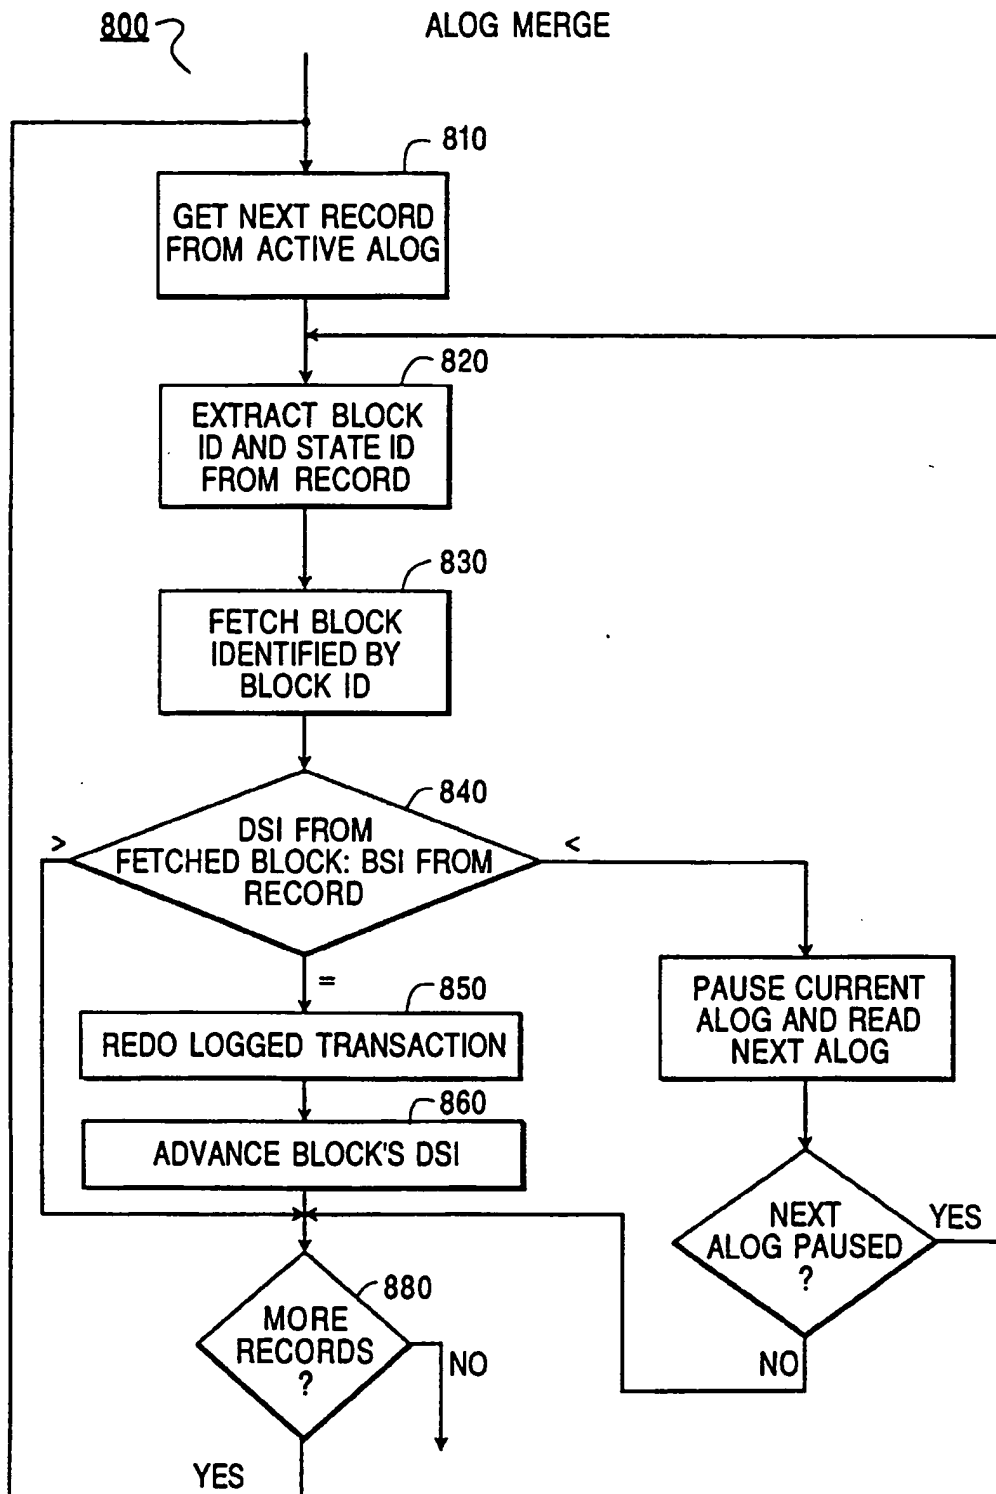 800
ALOG MERGE
810
GET NEXT RECORD
FROM ACTIVE ALOG
820
EXTRACT BLOCK
ID AND STATE ID
FROM RECORD
830
FETCH BLOCK
IDENTIFIED BY
BLOCK ID
840
DSI FROM
FETCHED BLOCK: BSI FROM
RECORD
>
<
=
850
REDO LOGGED TRANSACTION
PAUSE CURRENT
ALOG AND READ
NEXT ALOG
860
ADVANCE BLOCK'S DSI
NEXT
ALOG PAUSED
?
YES
NO
880
MORE
RECORDS
?
NO
YES